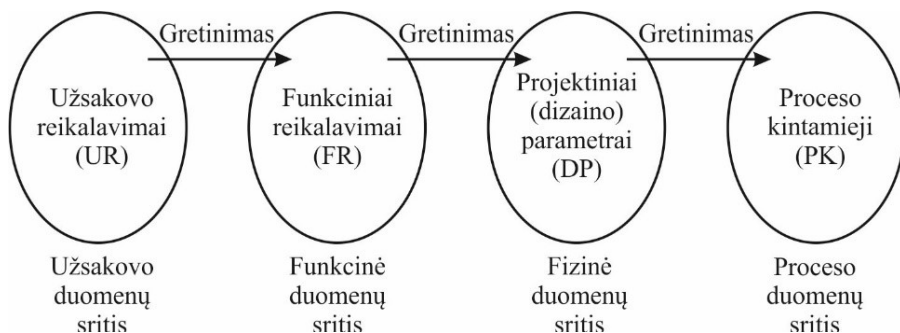 Gretinimas
Gretinimas
Gretinimas
Užsakovo
reikalavimai
(UR)
Funkciniai
reikalavimai
(FR)
Projektiniai
(dizaino)
parametrai
(DP)
Proceso
kintamieji
(PK)
Užsakovo
duomenų
sritis
Funkcinė
duomenų
sritis
Fizinė
duomenų
sritis
Proceso
duomenų
sritis